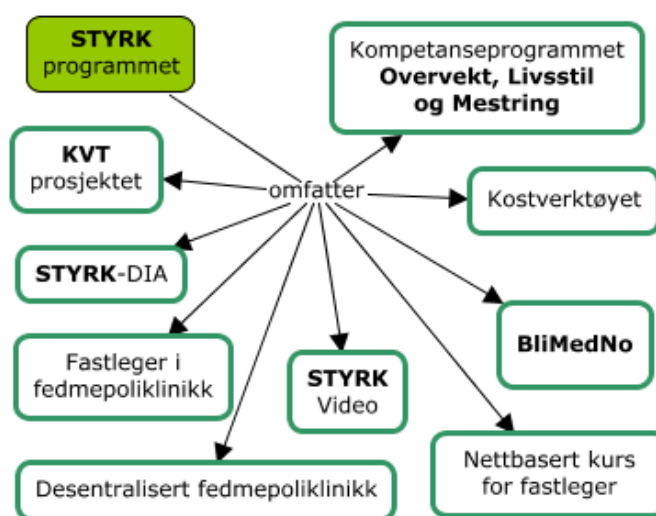 STYRK
programmet
Kompetanseprogrammet
Overvekt, Livsstil
og Mestring
KVT
prosjektet
omfatter
Kostverktøyet
STYRK-DIA
BliMedNo
Fastleger i
fedmepoliklinikk
STYRK
Video
Nettbasert kurs
for fastleger
Desentralisert fedmepoliklinikk